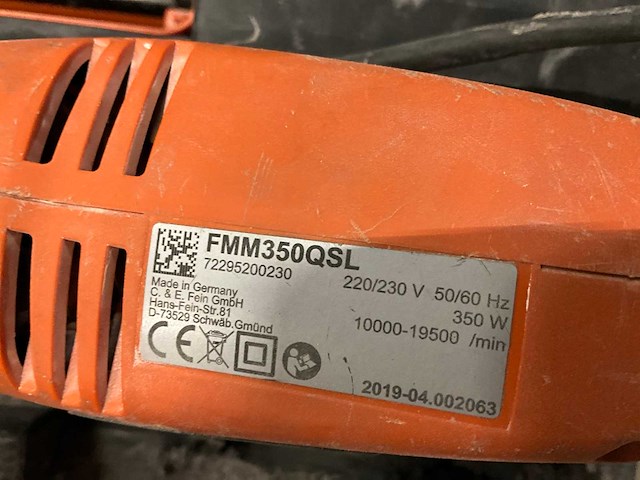 FMM350QSL
72295200230
Made in Germany
C. & E. Fein GmbH
Hans-Fein-Str.81
D-73529 Schwäb.Gmünd
220/230 V 50/60 Hz
350 W
10000-19500 /min
CE
2019-04.002063